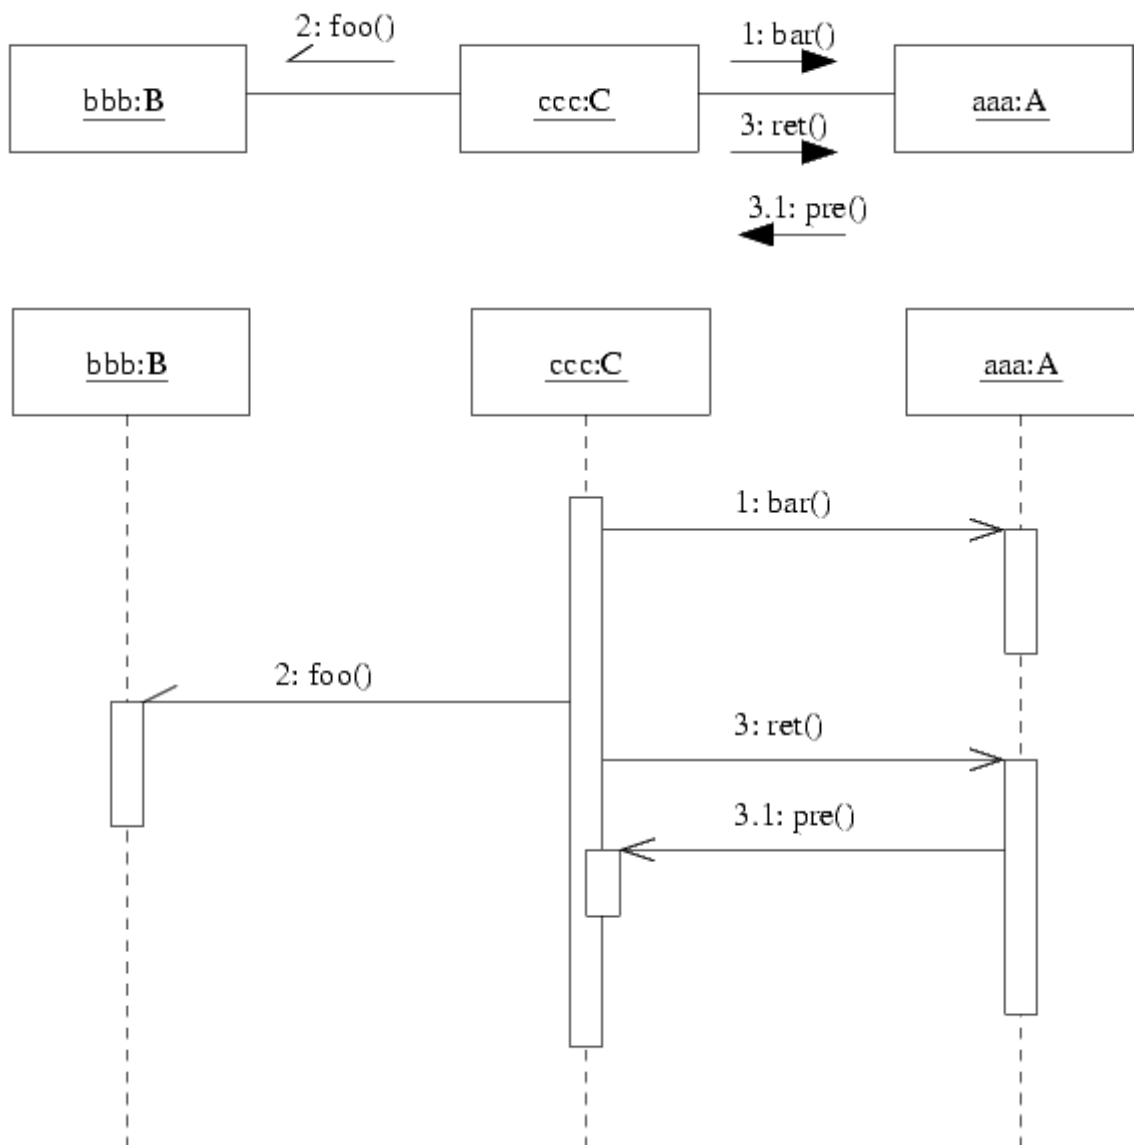 2: foo()
1: bar()
bbb:B
ccc:C
aaa:A
3: ret()
3.1: pre()
bbb:B
ccc:C
aaa:A
1: bar()
2: foo()
3: ret()
3.1: pre()